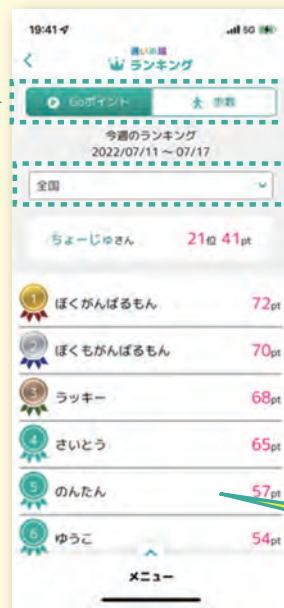 19:41 5G
通いの場
ランキング
Goポイント 歩数
今週のランキング
2022/07/11 ~ 07/17
全国
ちょーじゅさん 21位 41pt
1 ぼくがんばるもん 72pt
2 ぼくもがんばるもん 70pt
3 ラッキー 68pt
4 さいとう 65pt
5 のんたん 57pt
6 ゆうこ 54pt
メニュー